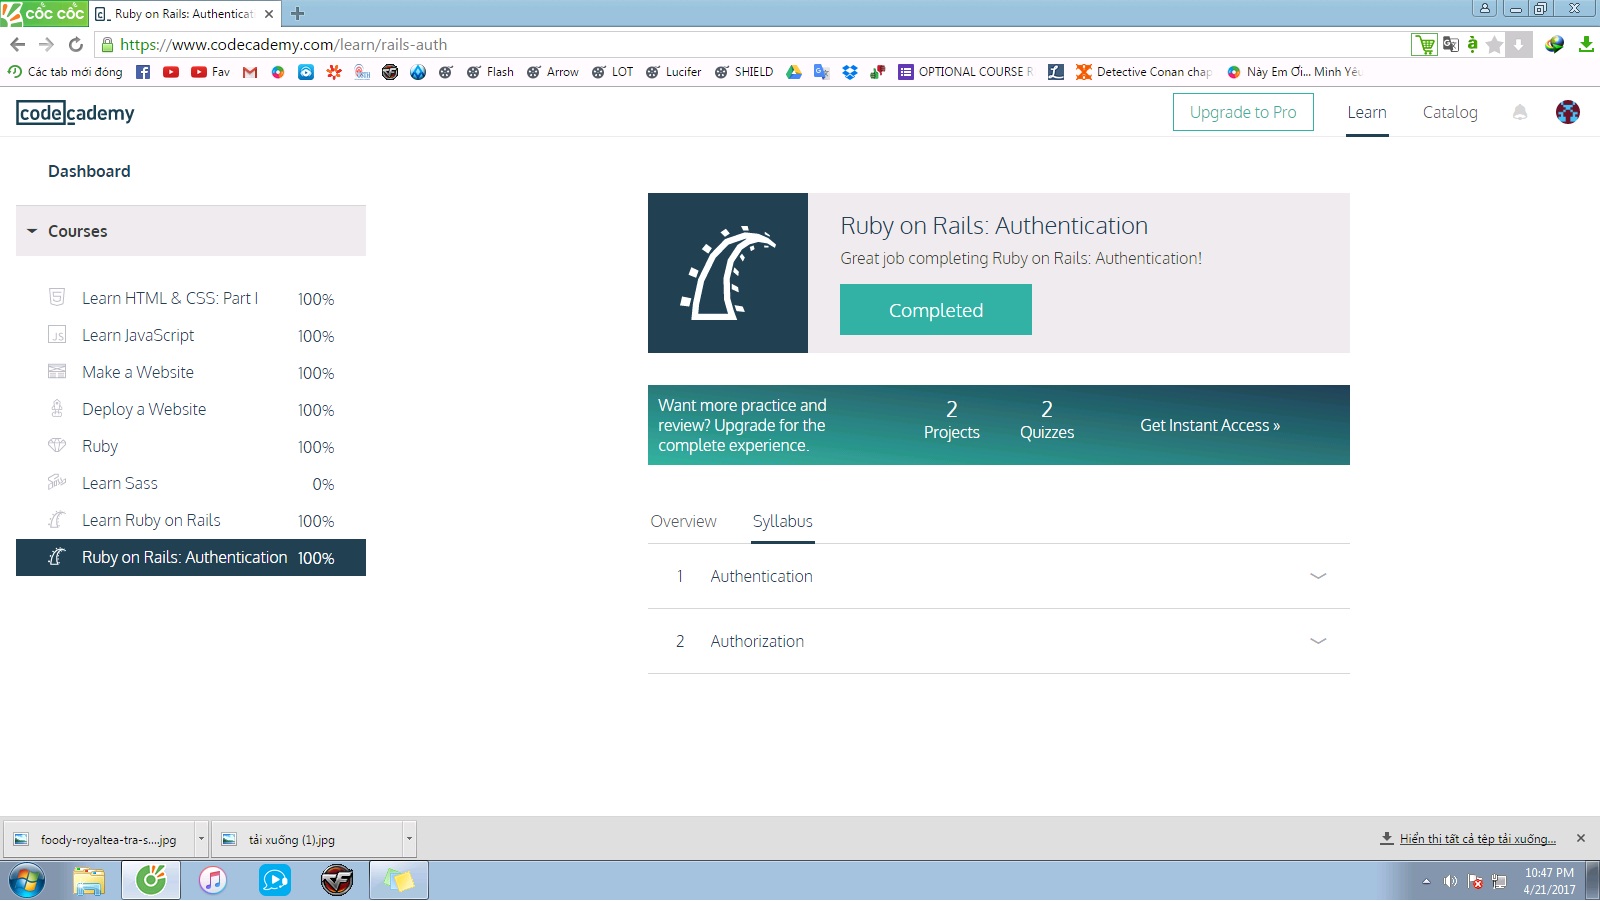 cốc cốc
Ruby on Rails: Authenticat
https://www.codecademy.com/learn/rails-auth
Các tab mới đóng
Fav
Flash
Arrow
LOT
Lucifer
SHIELD
OPTIONAL COURSE R
Detective Conan chap
Này Em Ơi... Mình Yêu
codecademy
Upgrade to Pro
Learn
Catalog
Dashboard
Courses
Learn HTML & CSS: Part I 100%
Learn JavaScript 100%
Make a Website 100%
Deploy a Website 100%
Ruby 100%
Learn Sass 0%
Learn Ruby on Rails 100%
Ruby on Rails: Authentication 100%
Ruby on Rails: Authentication
Great job completing Ruby on Rails: Authentication!
Completed
Want more practice and
review? Upgrade for the
complete experience.
2
Projects
2
Quizzes
Get Instant Access »
Overview
Syllabus
1 Authentication
2 Authorization
foody-royaltea-tra-s....jpg
tải xuống (1).jpg
Hiển thị tất cả tệp tải xuống...
10:47 PM
4/21/2017